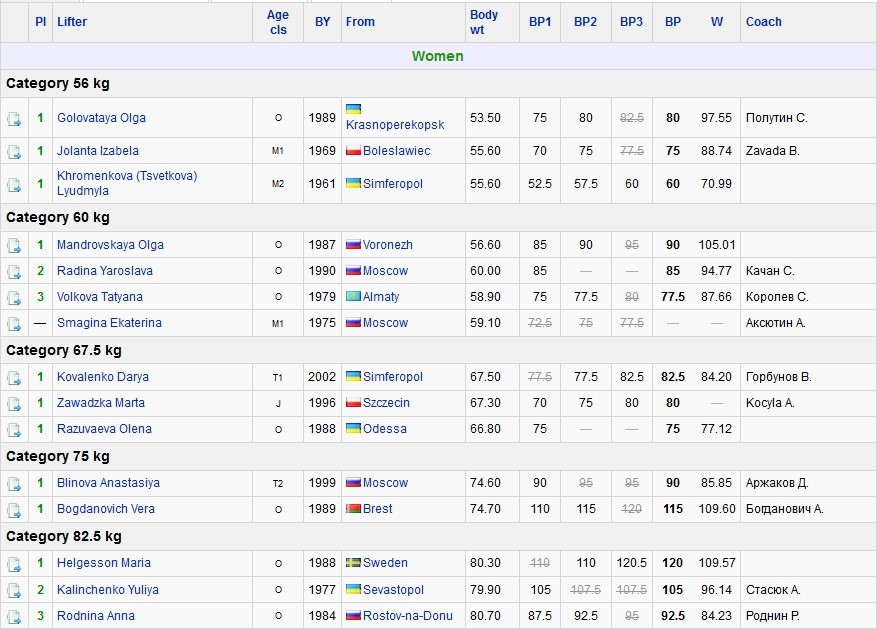 Pl Lifter Age cls BY From Body wt BP1 BP2 BP3 BP W Coach
Women
Category 56 kg
1 Golovataya Olga O 1989 Krasnoperekopsk 53.50 75 80 82.5 80 97.55 Полутин С.
1 Jolanta Izabela M1 1969 Boleslawiec 55.60 70 75 77.5 75 88.74 Zavada B.
1 Khromenkova (Tsvetkova) Lyudmyla M2 1961 Simferopol 55.60 52.5 57.5 60 60 70.99
Category 60 kg
1 Mandrovskaya Olga O 1987 Voronezh 56.60 85 90 95 90 105.01
2 Radina Yaroslava O 1990 Moscow 60.00 85 — — 85 94.77 Качан С.
3 Volkova Tatyana O 1979 Almaty 58.90 75 77.5 80 77.5 87.66 Королев С.
— Smagina Ekaterina M1 1975 Moscow 59.10 72.5 75 77.5 — — Аксютин А.
Category 67.5 kg
1 Kovalenko Darya T1 2002 Simferopol 67.50 77.5 77.5 82.5 82.5 84.20 Горбунов В.
1 Zawadzka Marta J 1996 Szczecin 67.30 70 75 80 80 — Kocyla A.
1 Razuvaeva Olena O 1988 Odessa 66.80 75 — — 75 77.12
Category 75 kg
1 Blinova Anastasiya T2 1999 Moscow 74.60 90 95 95 90 85.85 Аржаков Д.
1 Bogdanovich Vera O 1989 Brest 74.70 110 115 120 115 109.60 Богданович А.
Category 82.5 kg
1 Helgesson Maria O 1988 Sweden 80.30 110 110 120.5 120 109.57
2 Kalinchenko Yuliya O 1977 Sevastopol 79.90 105 107.5 107.5 105 96.14 Стасюк А.
3 Rodnina Anna O 1984 Rostov-na-Donu 80.70 87.5 92.5 95 92.5 84.23 Роднин Р.